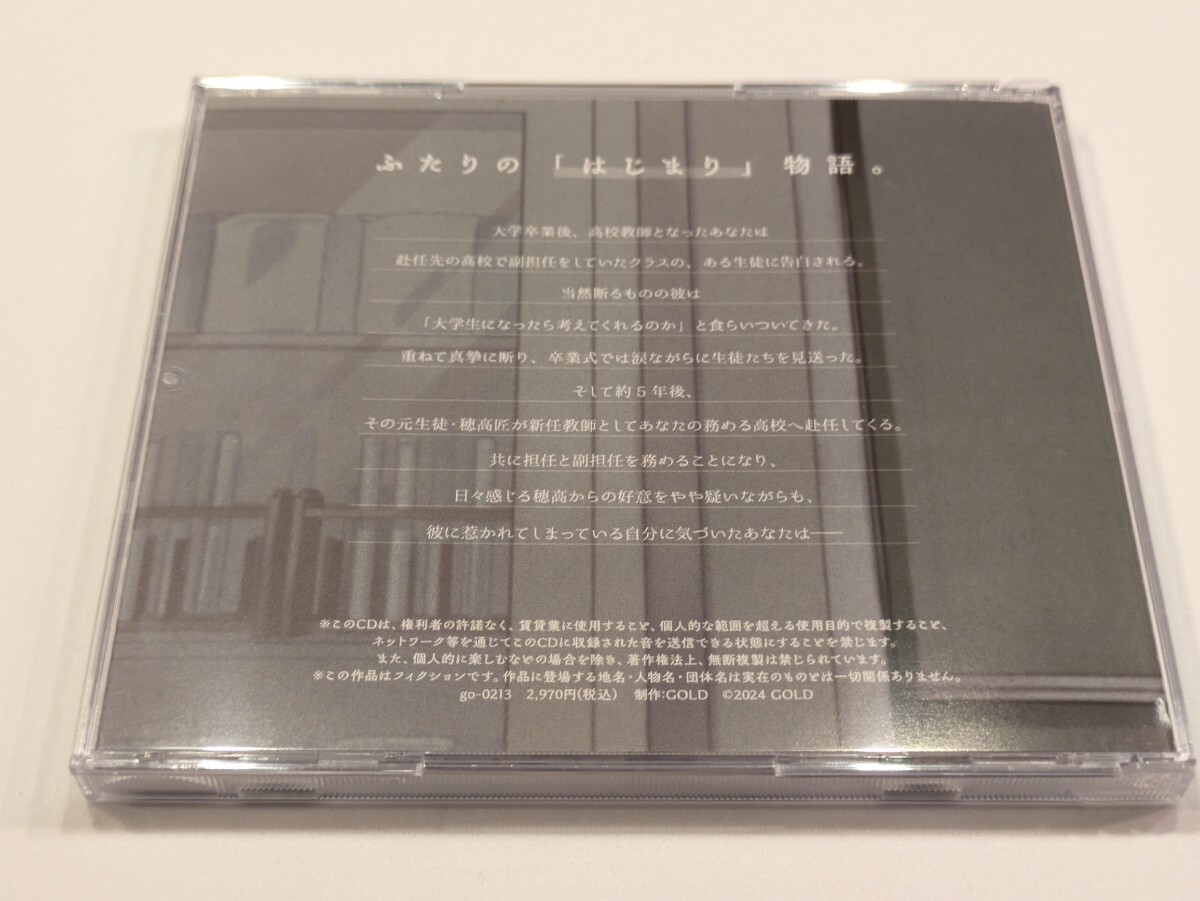 ふたりの「はじまり」物語。
大学卒業後、高校教師となったあなたは
赴任先の高校で副担任をしていたクラスの、ある生徒に告白される。
当然断るものの彼は
「大学生になったら考えてくれるのか」と食らいついてきた。
重ねて真摯に断り、卒業式では涙ながらに生徒たちを見送った。
そして約5年後、
その元生徒・穂高匠が新任教師としてあなたの務める高校へ赴任してくる。
共に担任と副担任を務めることになり、
日々感じる穂高からの好意をやや疑いながらも、
彼に惹かれてしまっている自分に気づいたあなたは──
※このCDは、権利者の許諾なく、賃貸業に使用すること、個人的な範囲を超える使用目的で複製すること、
ネットワーク等を通じてこのCDに収録された音を送信できる状態にすることを禁じます。
また、個人的に楽しむなどの場合を除き、著作権法上、無断複製は禁じられています。
※この作品はフィクションです。作品に登場する地名・人物名・団体名は実在のものとは一切関係ありません。
go-0213 2,970円(税込) 制作:GOLD ©2024 GOLD